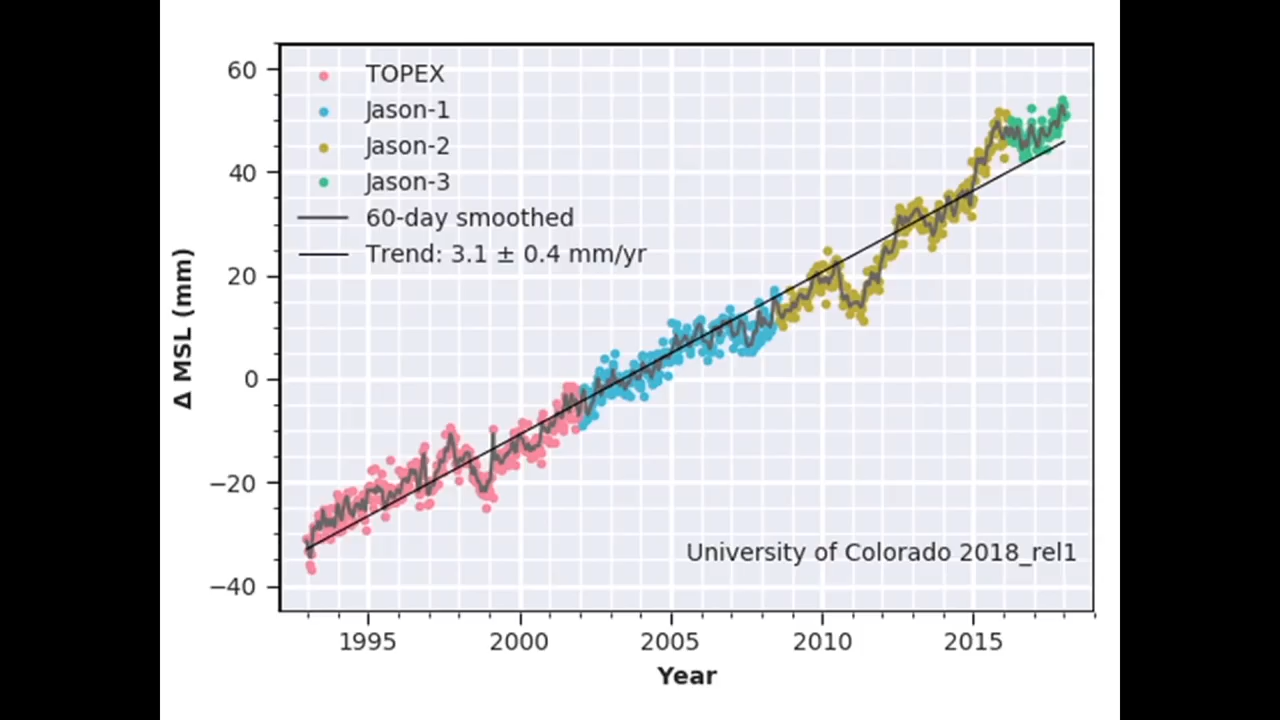 TOPEX
Jason-1
Jason-2
Jason-3
60-day smoothed
Trend: 3.1 ± 0.4 mm/yr
60
40
20
0
−20
−40
Δ MSL (mm)
University of Colorado 2018_rel1
1995 2000 2005 2010 2015
Year